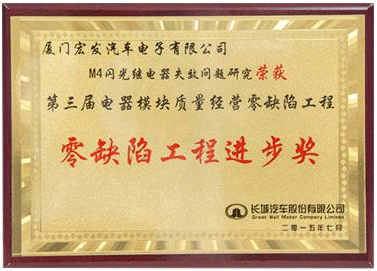 厦门宏发汽车电子有限公司
M4闪光继电器失效问题研究荣获
第三届电器模块质量经营零缺陷工程
零缺陷工程进步奖
长城汽车股份有限公司
Great Wall Motor Company Limited
二零一五年七月